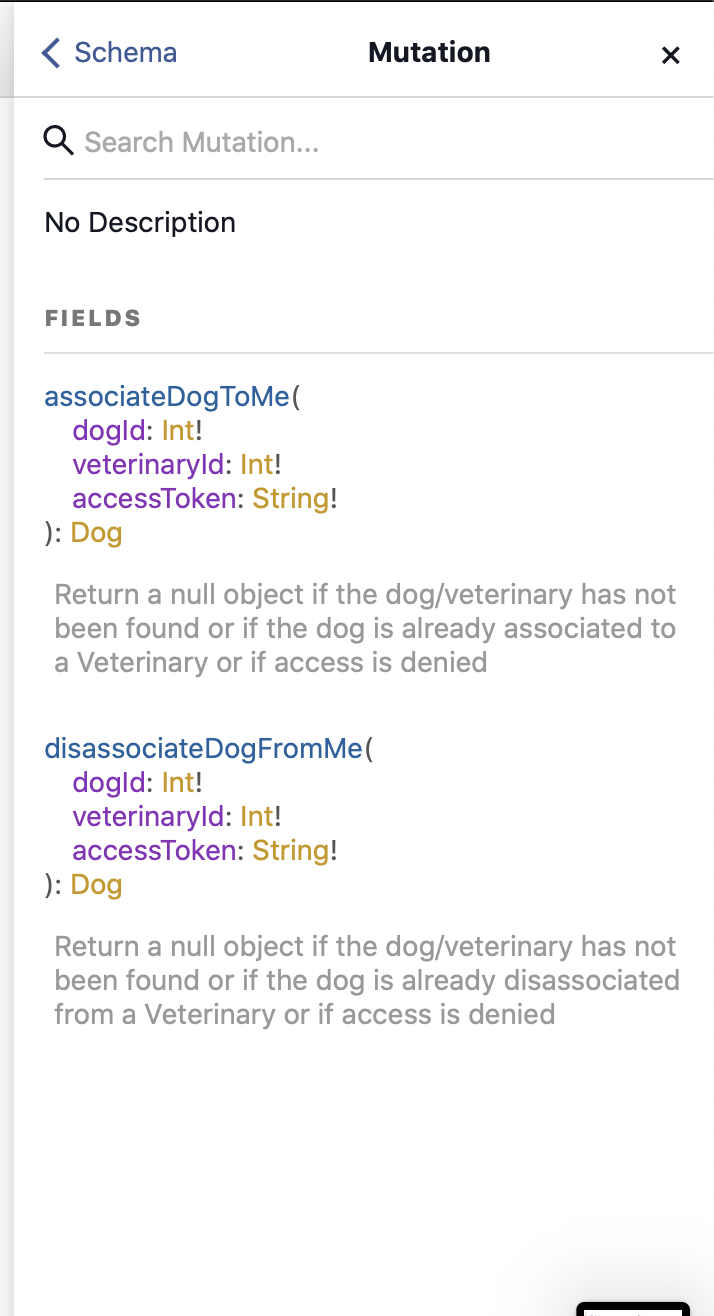 Schema
Mutation
×
Search Mutation...
No Description
FIELDS
associateDogToMe(
dogId: Int!
veterinaryId: Int!
accessToken: String!
): Dog
Return a null object if the dog/veterinary has not
been found or if the dog is already associated to
a Veterinary or if access is denied
disassociateDogFromMe(
dogId: Int!
veterinaryId: Int!
accessToken: String!
): Dog
Return a null object if the dog/veterinary has not
been found or if the dog is already disassociated
from a Veterinary or if access is denied